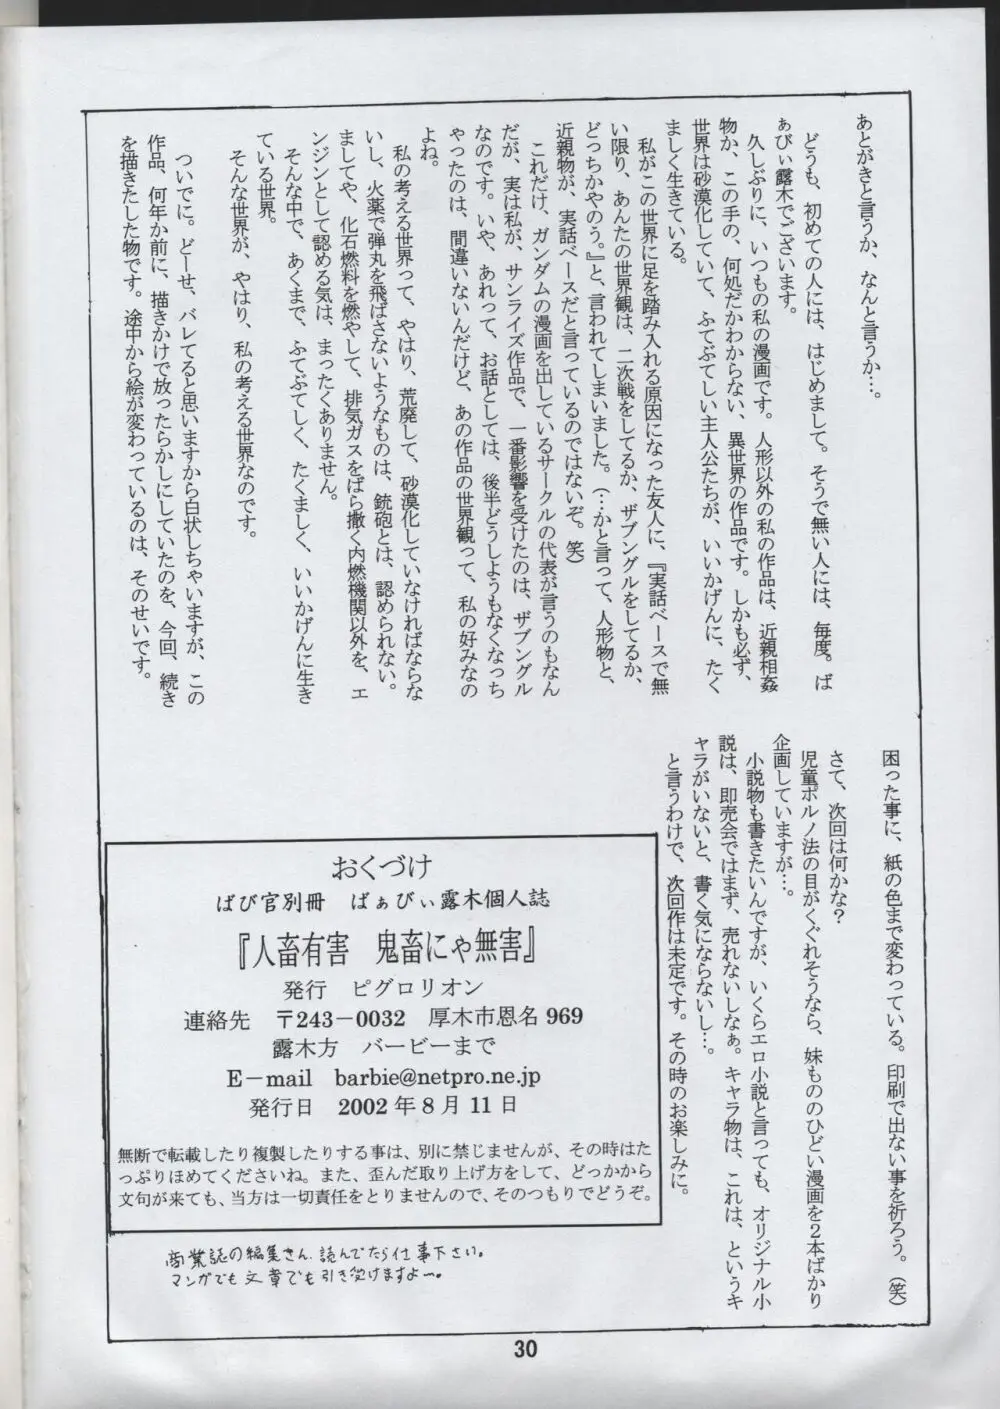 あとがきと言うか、なんと言うか…。
どうも、初めての人には、はじめまして。そうで無い人には、毎度。ば
ぁびぃ露木でございます。
久しぶりに、いつもの私の漫画です。人形以外の私の作品は、近親相姦
物か、この手の、何処だかわからない、異世界の作品です。しかも必ず、
世界は砂漠化していて、ふてぶてしい主人公たちが、いいかげんに、たく
ましく生きている。
私がこの世界に足を踏み入れる原因になった友人に、『実話ベースで無
い限り、あんたの世界観は、二次戦をしてるか、ザブングルをしてるか、
どっちかやのう。』と、言われてしまいました。(…かと言って、人形物と、
近親物が、実話ベースだと言っているのではないぞ。笑)
これだけ、ガンダムの漫画を出しているサークルの代表が言うのもなん
だが、実は私が、サンライズ作品で、一番影響を受けたのは、ザブングル
なのです。いや、あれって、お話としては、後半どうしようもなくなっち
ゃったのは、間違いないんだけど、あの作品の世界観って、私の好みなの
よね。
私の考える世界って、やはり、荒廃して、砂漠化していなければならな
いし、火薬で弾丸を飛ばさないようなものは、銃砲とは、認められない。
ましてや、化石燃料を燃やして、排気ガスをばら撒く内燃機関以外を、エ
ンジンとして認める気は、まったくありません。
そんな中で、あくまで、ふてぶてしく、たくましく、いいかげんに生き
ている世界。
そんな世界が、やはり、私の考える世界なのです。
ついでに。どーせ、バレてると思いますから白状しちゃいますが、この
作品、何年か前に、描きかけで放ったらかしにしていたのを、今回、続き
を描きたした物です。途中から絵が変わっているのは、そのせいです。
困った事に、紙の色まで変わっている。印刷で出ない事を祈ろう。(笑)
さて、次回は何かな?
児童ポルノ法の目がくぐれそうなら、妹もののひどい漫画を2本ばかり
企画していますが…。
小説物も書きたいんですが、いくらエロ小説と言っても、オリジナル小
説は、即売会ではまず、売れないしなぁ。キャラ物は、これは、というキ
ャラがいないと、書く気にならないし…。
と言うわけで、次回作は未定です。その時のお楽しみに。
おくづけ
ばび官別冊 ばぁびぃ露木個人誌
『人畜有害 鬼畜にゃ無害』
発行 ピグロリオン
連絡先 〒243-0032 厚木市恩名969
露木方 バービーまで
E-mail barbie@netpro.ne.jp
発行日 2002年8月11日
無断で転載したり複製したりする事は、別に禁じませんが、その時はた
っぷりほめてくださいね。また、歪んだ取り上げ方をして、どっかから
文句が来ても、当方は一切責任をとりませんので、そのつもりでどうぞ。
商業誌の編集さん、読んでたら仕事下さい。
マンガでも文章でも引き受けますよ~。
30